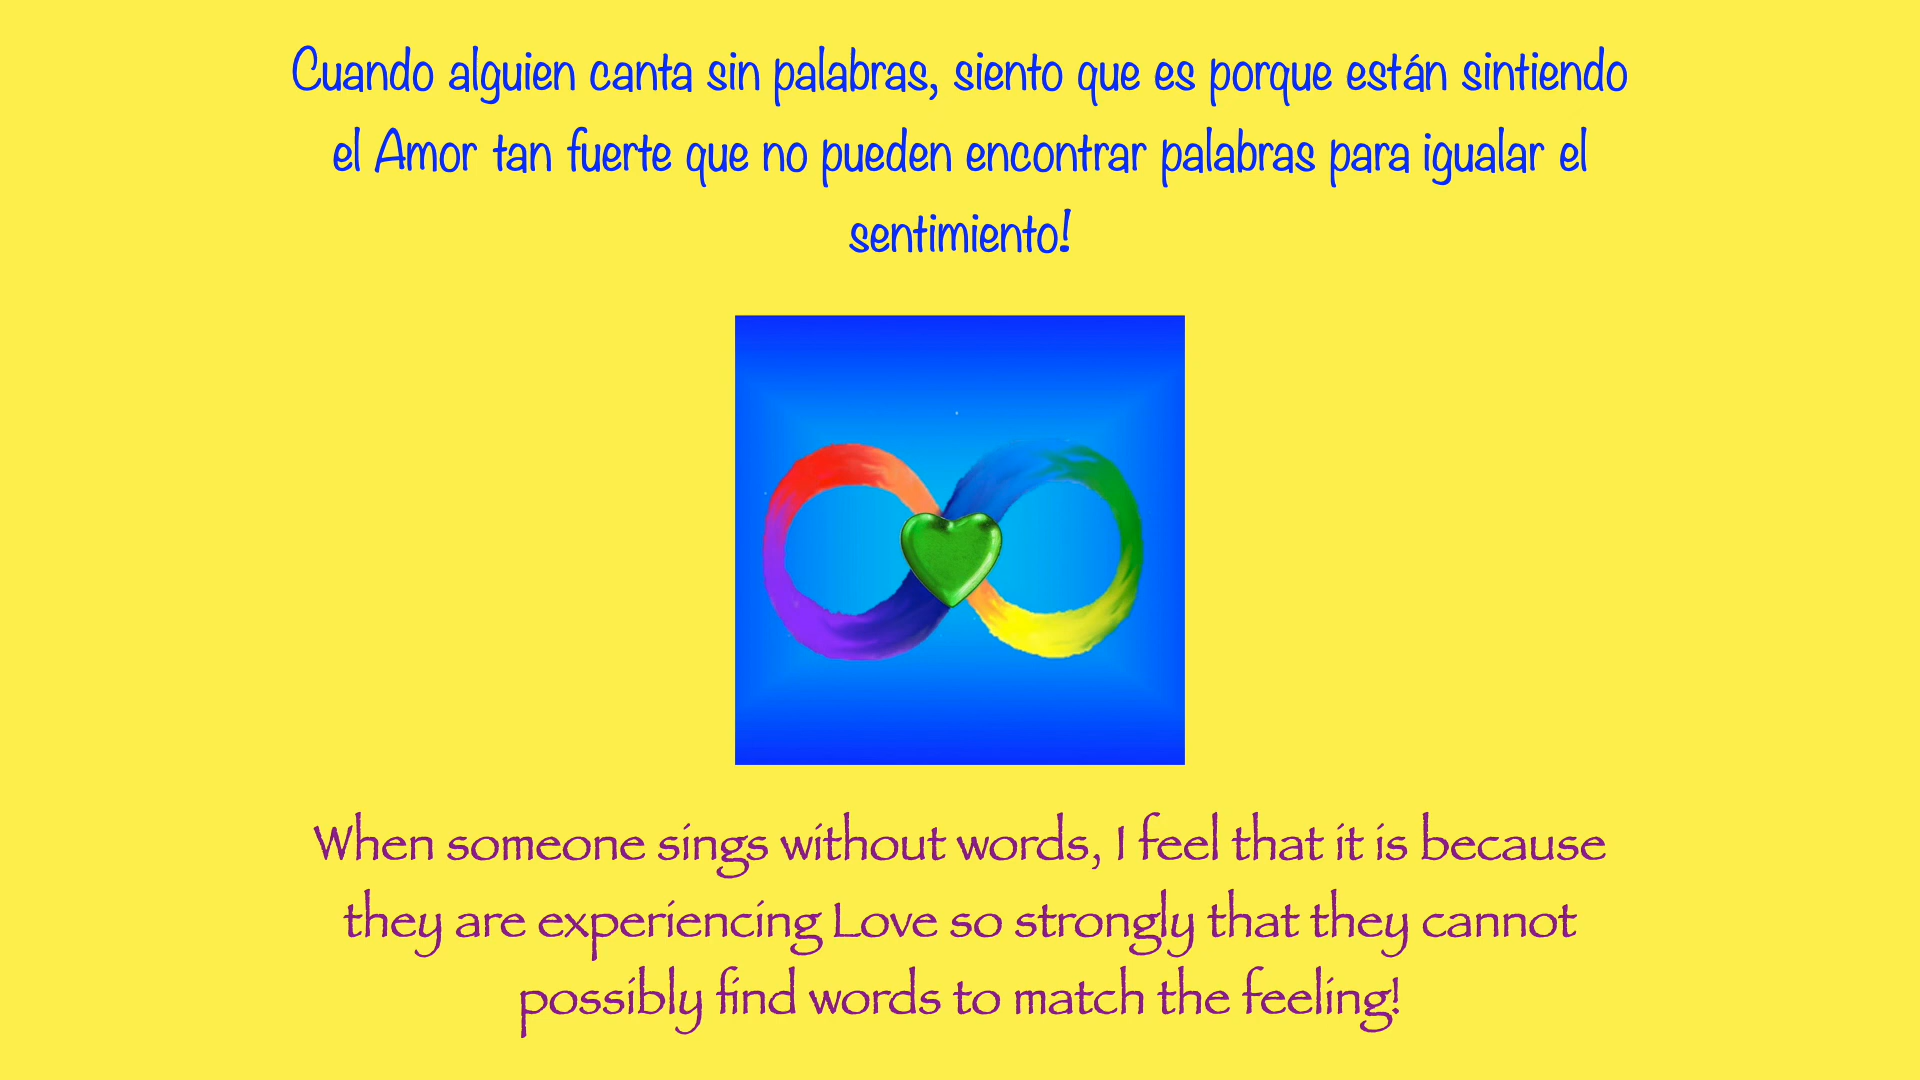 Cuando alguien canta sin palabras, siento que es porque están sintiendo
el Amor tan fuerte que no pueden encontrar palabras para igualar el
sentimiento!
When someone sings without words, I feel that it is because
they are experiencing Love so strongly that they cannot
possibly find words to match the feeling!